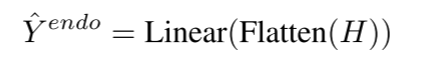 Ŷ^{endo} = Linear(Flatten(H))